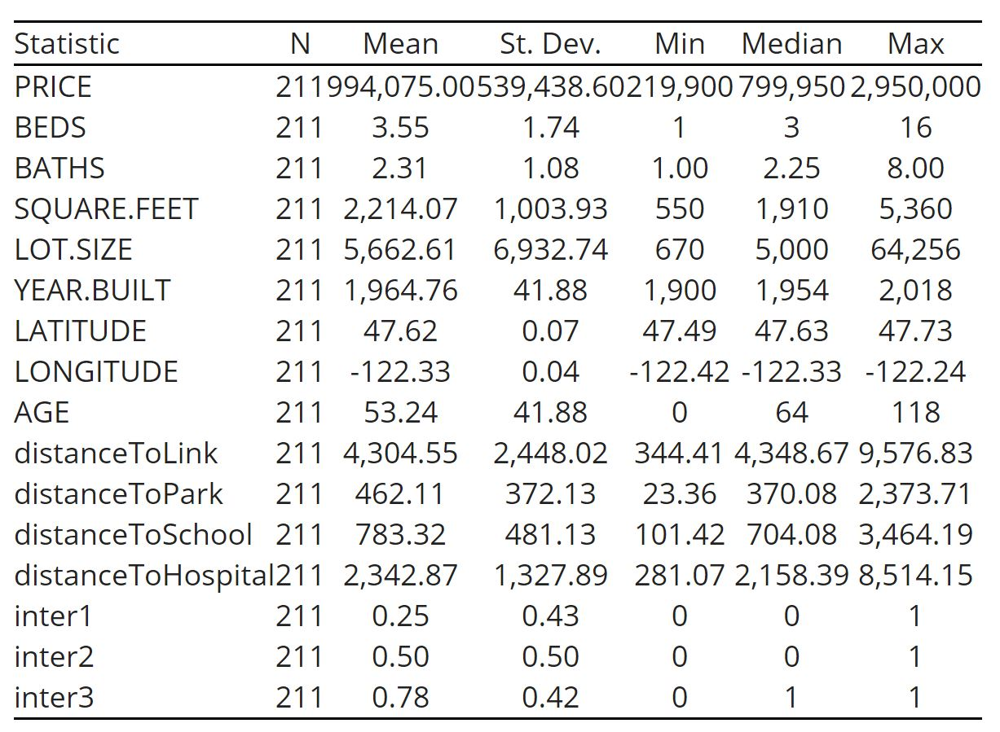 Statistic N Mean St. Dev. Min Median Max
PRICE 211 994,075.00 539,438.60 219,900 799,950 2,950,000
BEDS 211 3.55 1.74 1 3 16
BATHS 211 2.31 1.08 1.00 2.25 8.00
SQUARE.FEET 211 2,214.07 1,003.93 550 1,910 5,360
LOT.SIZE 211 5,662.61 6,932.74 670 5,000 64,256
YEAR.BUILT 211 1,964.76 41.88 1,900 1,954 2,018
LATITUDE 211 47.62 0.07 47.49 47.63 47.73
LONGITUDE 211 -122.33 0.04 -122.42 -122.33 -122.24
AGE 211 53.24 41.88 0 64 118
distanceToLink 211 4,304.55 2,448.02 344.41 4,348.67 9,576.83
distanceToPark 211 462.11 372.13 23.36 370.08 2,373.71
distanceToSchool 211 783.32 481.13 101.42 704.08 3,464.19
distanceToHospital 211 2,342.87 1,327.89 281.07 2,158.39 8,514.15
inter1 211 0.25 0.43 0 0 1
inter2 211 0.50 0.50 0 0 1
inter3 211 0.78 0.42 0 1 1